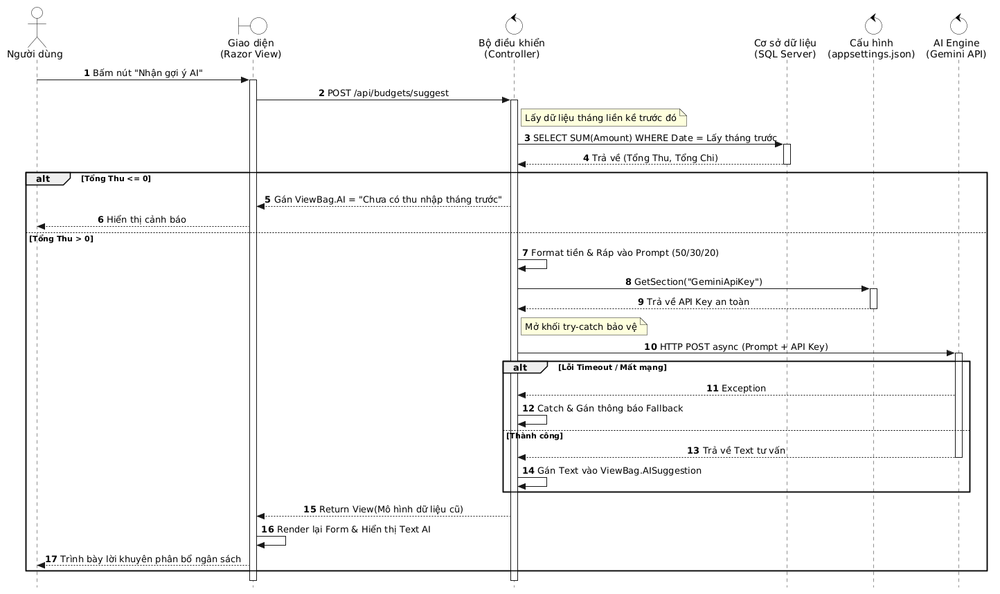 Người dùng
Giao diện
(Razor View)
Bộ điều khiển
(Controller)
Cơ sở dữ liệu
(SQL Server)
Cấu hình
(appsettings.json)
AI Engine
(Gemini API)
1 Bấm nút "Nhận gợi ý AI"
2 POST /api/budgets/suggest
Lấy dữ liệu tháng liền kề trước đó
3 SELECT SUM(Amount) WHERE Date = Lấy tháng trước
4 Trả về (Tổng Thu, Tổng Chi)
alt [Tổng Thu <= 0]
5 Gán ViewBag.AI = "Chưa có thu nhập tháng trước"
6 Hiển thị cảnh báo
[Tổng Thu > 0]
7 Format tiền & Ráp vào Prompt (50/30/20)
8 GetSection("GeminiApiKey")
9 Trả về API Key an toàn
Mở khối try-catch bảo vệ
10 HTTP POST async (Prompt + API Key)
alt [Lỗi Timeout / Mất mạng]
11 Exception
12 Catch & Gán thông báo Fallback
[Thành công]
13 Trả về Text tư vấn
14 Gán Text vào ViewBag.AISuggestion
15 Return View(Mô hình dữ liệu cũ)
16 Render lại Form & Hiển thị Text AI
17 Trình bày lời khuyên phân bổ ngân sách